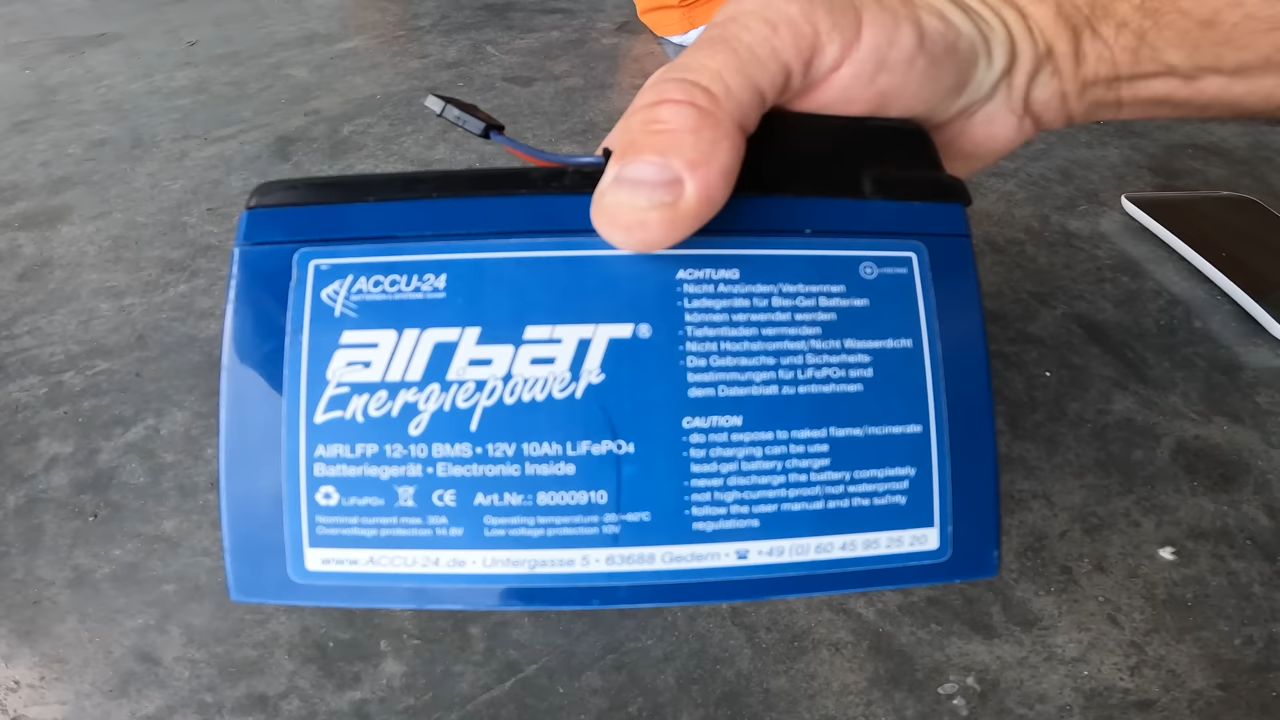 ACCU-24
BATTERIEN & SYSTEME GMBH
airbatt®
Energiepower
AIRLFP 12-10 BMS • 12V 10Ah LiFePO4
Batteriegerät • Electronic Inside
LiFePO4
CE
Art.Nr.: 8000910
Nominal current max. 30A
Overvoltage protection 14.8V
Operating temperature -20~+60°C
Low voltage protection 10V
ACHTUNG
- Nicht Anzünden/Verbrennen
- Ladegeräte für Blei-Gel Batterien
können verwendet werden
- Tiefentladen vermeiden
- Nicht Hochstromfest/Nicht Wasserdicht
- Die Gebrauchs- und Sicherheits-
bestimmungen für LiFePO4 sind
dem Datenblatt zu entnehmen
CAUTION
- do not expose to naked flame/incinerate
- for charging can be use
lead-gel battery charger
- never discharge the battery completely
- not high-current-proof/not waterproof
- follow the user manual and the safety
regulations
www.ACCU-24.de • Untergasse 5 • 63688 Gedern • ☎ +49 (0) 60 45 95 25 20